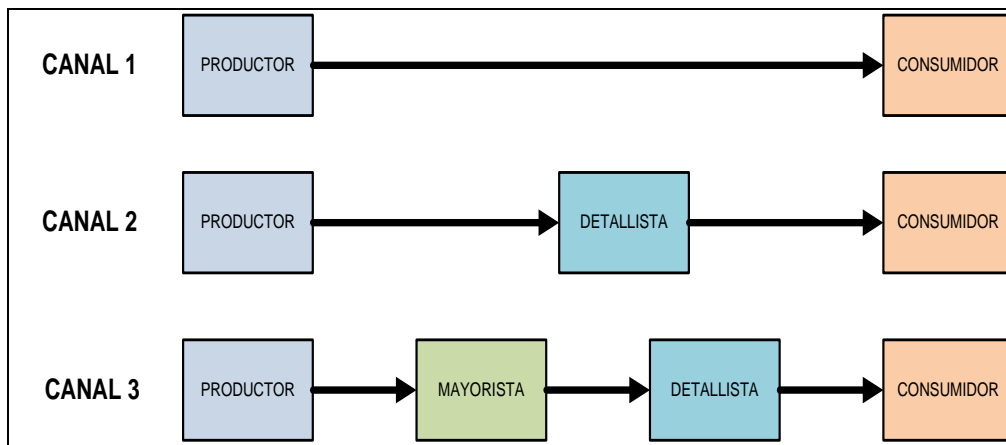 CANAL 1
PRODUCTOR
CONSUMIDOR
CANAL 2
PRODUCTOR
DETALLISTA
CONSUMIDOR
CANAL 3
PRODUCTOR
MAYORISTA
DETALLISTA
CONSUMIDOR